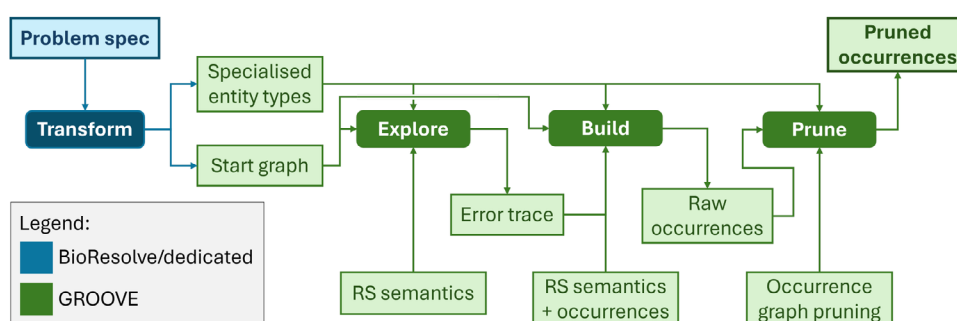 Problem spec
Pruned
occurrences
Specialised
entity types
Transform
Explore
Build
Prune
Start graph
Error trace
Raw
occurrences
Legend:
BioResolve/dedicated
GROOVE
RS semantics
RS semantics
+ occurrences
Occurrence
graph pruning